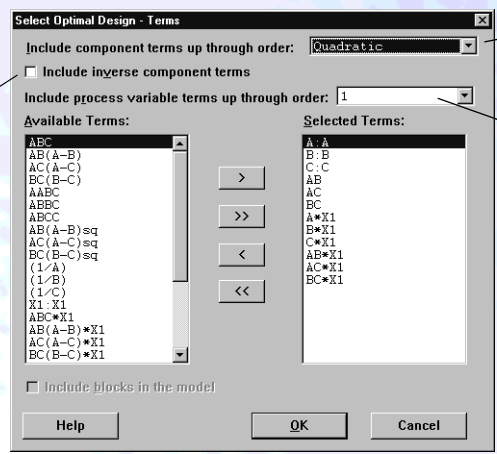 Select Optimal Design - Terms
Include component terms up through order: Quadratic
Include inverse component terms
Include process variable terms up through order: 1
Available Terms:
ABC
AB(A-B)
AC(A-C)
BC(B-C)
AABC
ABBC
ABCC
AB(A-B)sq
AC(A-C)sq
BC(B-C)sq
(1/A)
(1/B)
(1/C)
X1:X1
ABC*X1
AB(A-B)*X1
AC(A-C)*X1
BC(B-C)*X1
>
>>
<
<<
Selected Terms:
A:A
B:B
C:C
AB
AC
BC
A*X1
B*X1
C*X1
AB*X1
AC*X1
BC*X1
Include blocks in the model
Help
OK
Cancel